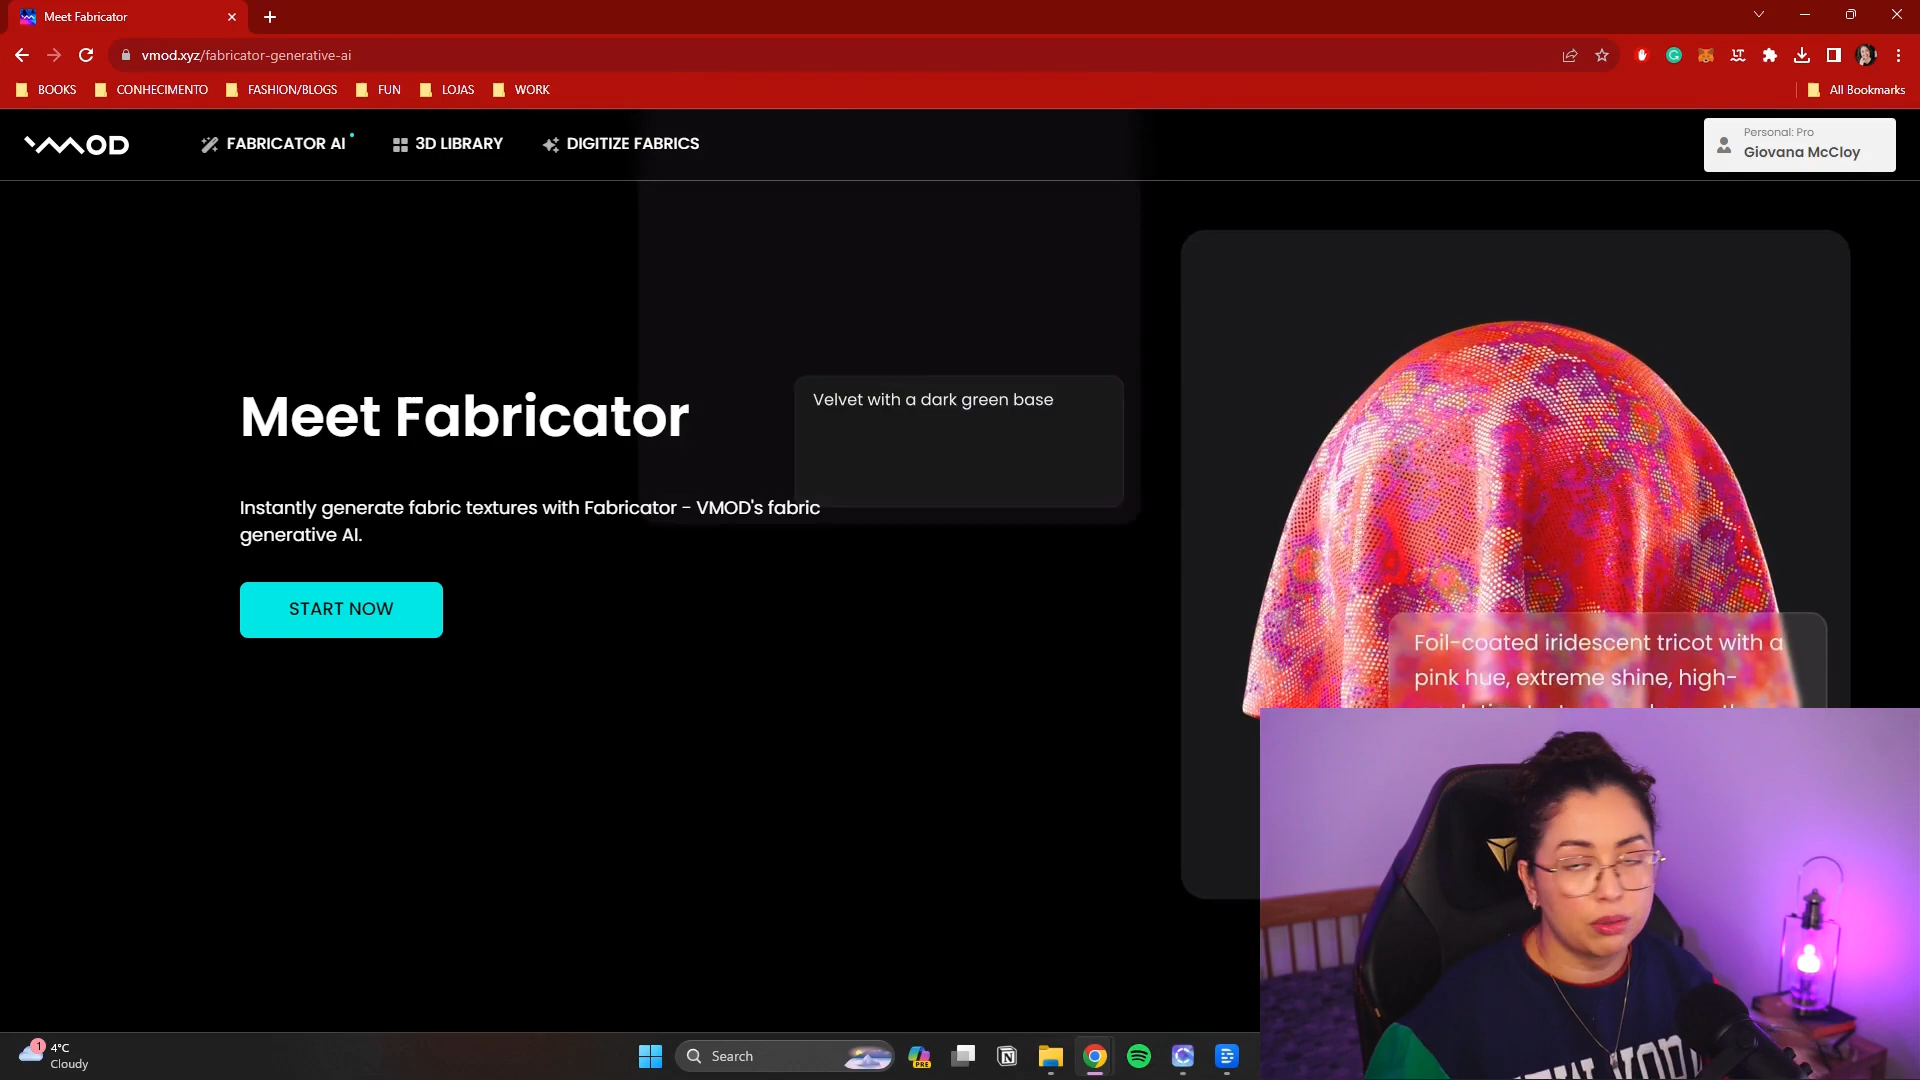 Meet Fabricator
vmod.xyz/fabricator-generative-ai
BOOKS
CONHECIMENTO
FASHION/BLOGS
FUN
LOJAS
WORK
All Bookmarks
VMOD
FABRICATOR AI
3D LIBRARY
DIGITIZE FABRICS
Personal: Pro
Giovana McCloy
Velvet with a dark green base
Meet Fabricator
Instantly generate fabric textures with Fabricator - VMOD's fabric
generative AI.
START NOW
Foil-coated iridescent tricot with a
pink hue, extreme shine, high-
1
4°C
Cloudy
Search
PRE